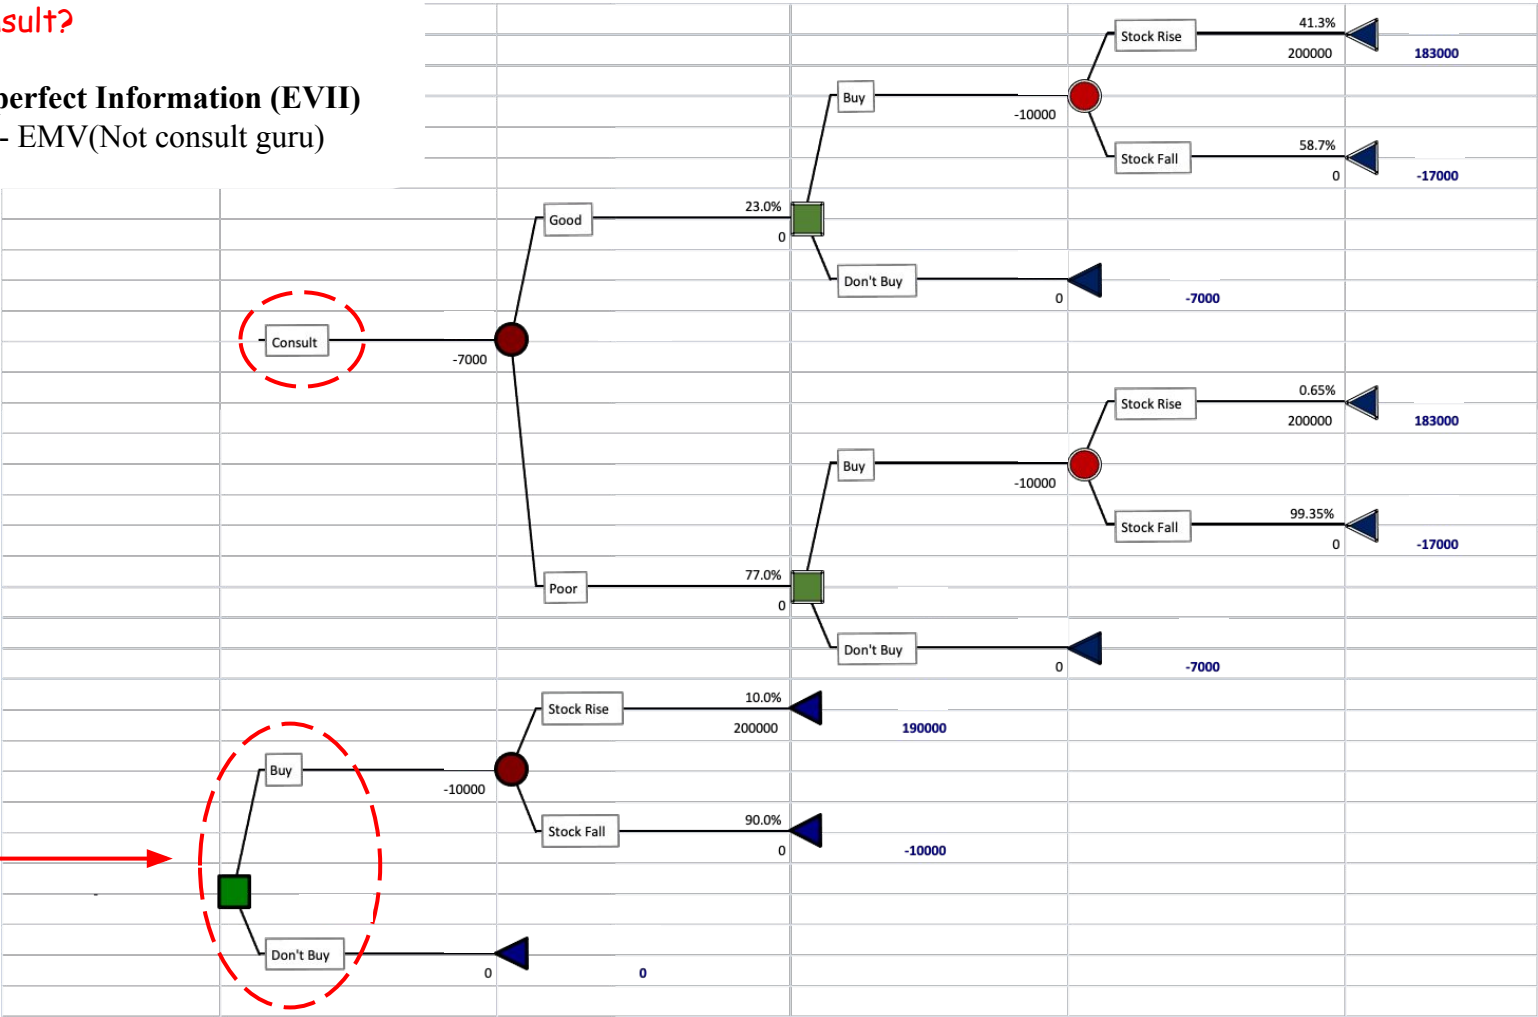 sult?
perfect Information (EVII)
- EMV(Not consult guru)
41.3%
Stock Rise
200000
183000
Buy
-10000
58.7%
Stock Fall
0
-17000
23.0%
Good
0
Don't Buy
0
-7000
Consult
-7000
0.65%
Stock Rise
200000
183000
Buy
-10000
99.35%
Stock Fall
0
-17000
77.0%
Poor
0
Don't Buy
0
-7000
10.0%
Stock Rise
200000
190000
Buy
-10000
90.0%
Stock Fall
0
-10000
Don't Buy
0
0